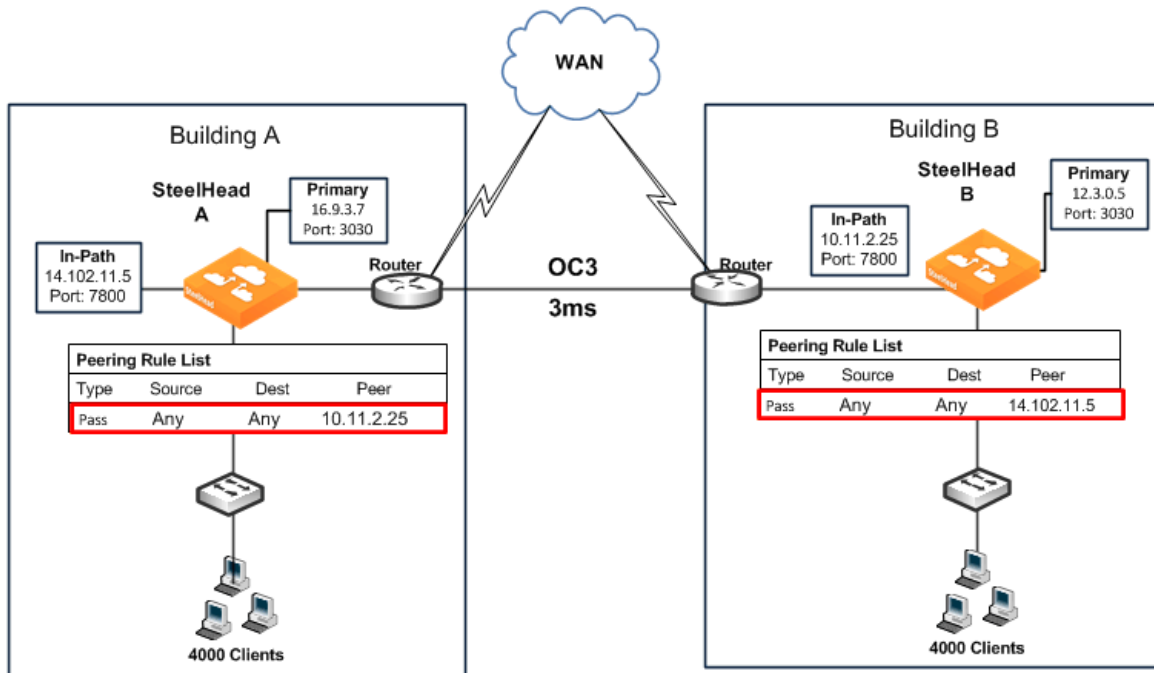 WAN
Building A
SteelHead
A
Primary
16.9.3.7
Port: 3030
In-Path
14.102.11.5
Port: 7800
SteelHead
Router
Peering Rule List
Type Source Dest Peer
Pass Any Any 10.11.2.25
4000 Clients
OC3
3ms
Building B
SteelHead
B
Primary
12.3.0.5
Port: 3030
In-Path
10.11.2.25
Port: 7800
Router
SteelHead
Peering Rule List
Type Source Dest Peer
Pass Any Any 14.102.11.5
4000 Clients